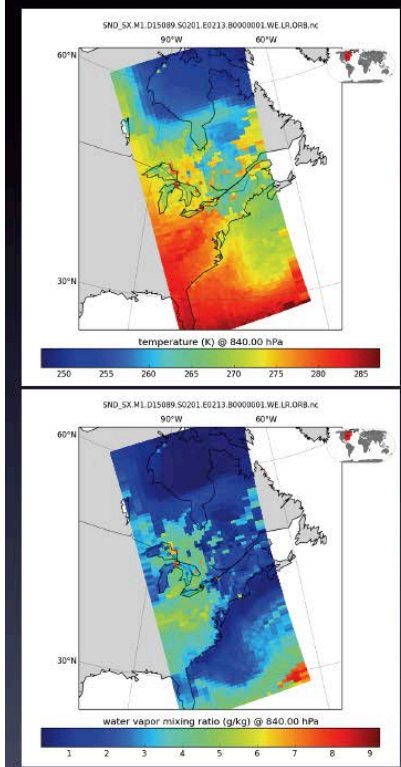 SND_SX.M1.D15089.S0201.E0213.B0000001.WE.LR.ORB.nc
90°W 60°W
60°N
30°N
temperature (K) @ 840.00 hPa
250 255 260 265 270 275 280 285
SND_SX.M1.D15089.S0201.E0213.B0000001.WE.LR.ORB.nc
90°W 60°W
60°N
30°N
water vapor mixing ratio (g/kg) @ 840.00 hPa
1 2 3 4 5 6 7 8 9